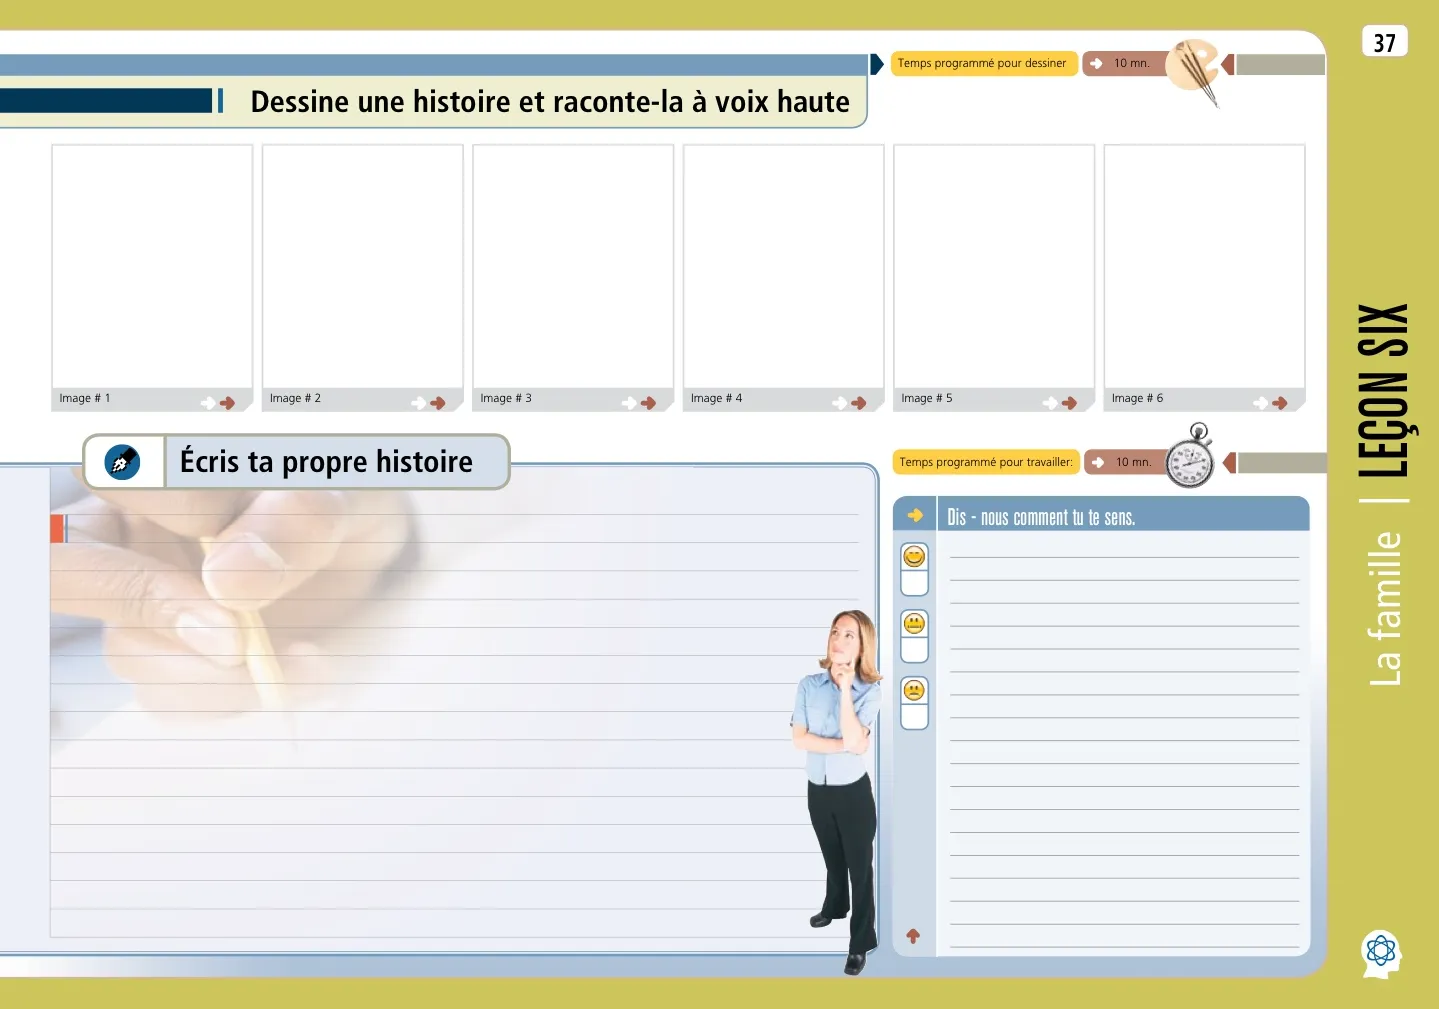 37
Temps programmé pour dessiner
10 mn.
Dessine une histoire et raconte-la à voix haute
Image # 1
Image # 2
Image # 3
Image # 4
Image # 5
Image # 6
Écris ta propre histoire
Temps programmé pour travailler:
10 mn.
Dis - nous comment tu te sens.
La famille | LEÇON SIX